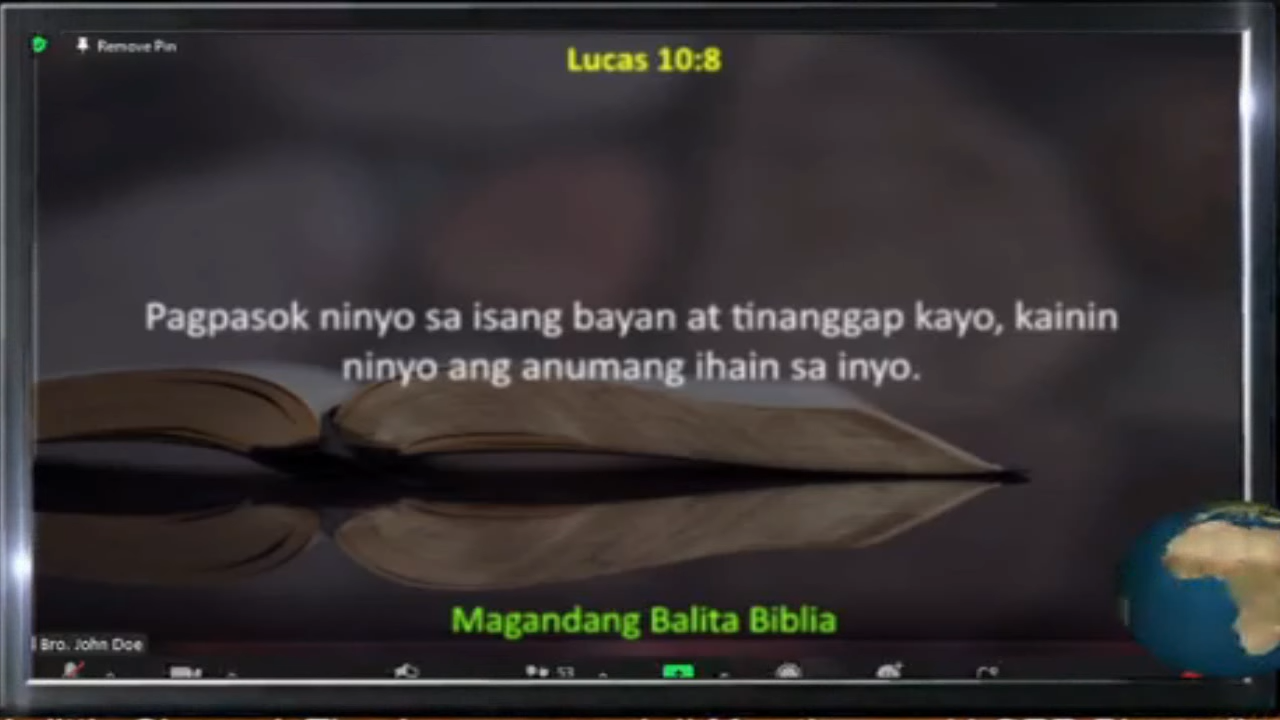 Remove Pin
Lucas 10:8
Pagpasok ninyo sa isang bayan at tinanggap kayo, kainin
ninyo ang anumang ihain sa inyo.
Magandang Balita Biblia
Bro. John Doe
53